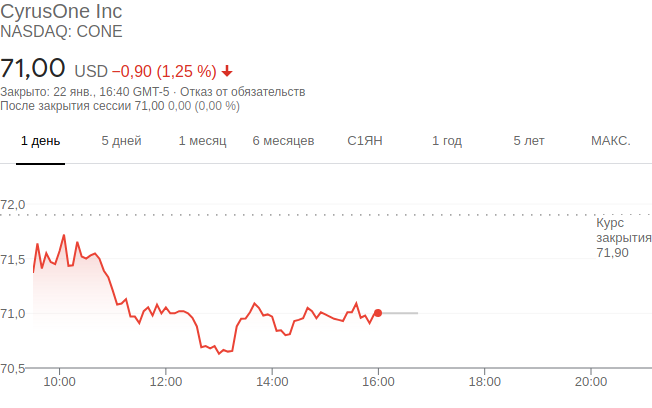 CyrusOne Inc
NASDAQ: CONE
71,00 USD −0,90 (1,25 %)
Закрыто: 22 янв., 16:40 GMT-5 · Отказ от обязательств
После закрытия сессии 71,00 0,00 (0,00 %)
1 день 5 дней 1 месяц 6 месяцев С1ЯН 1 год 5 лет МАКС.
72,0
Курс
закрытия
71,90
71,5
71,0
70,5
10:00 12:00 14:00 16:00 18:00 20:00